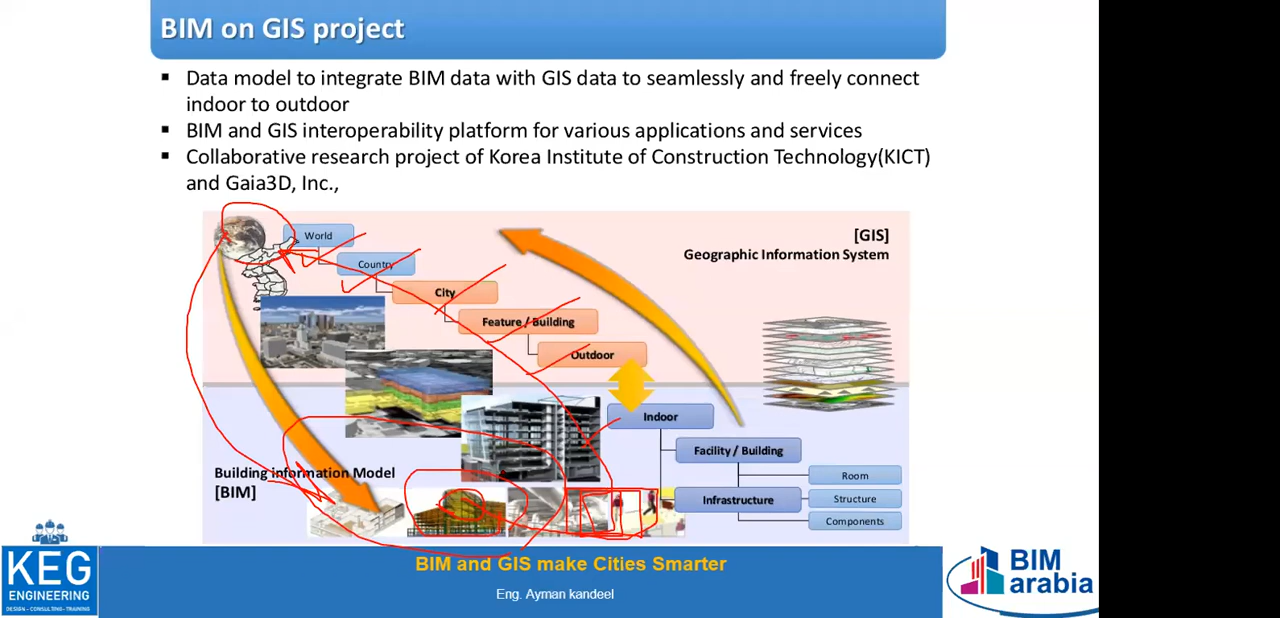 BIM on GIS project
Data model to integrate BIM data with GIS data to seamlessly and freely connect
indoor to outdoor
BIM and GIS interoperability platform for various applications and services
Collaborative research project of Korea Institute of Construction Technology(KICT)
and Gaia3D, Inc.,
World
Country
City
Feature / Building
Outdoor
[GIS]
Geographic Information System
Indoor
Facility / Building
Infrastructure
Room
Structure
Components
Building information Model
[BIM]
KEG
ENGINEERING
DESIGN - CONSULTING - TRAINING
BIM and GIS make Cities Smarter
Eng. Ayman kandeel
BIM
arabia